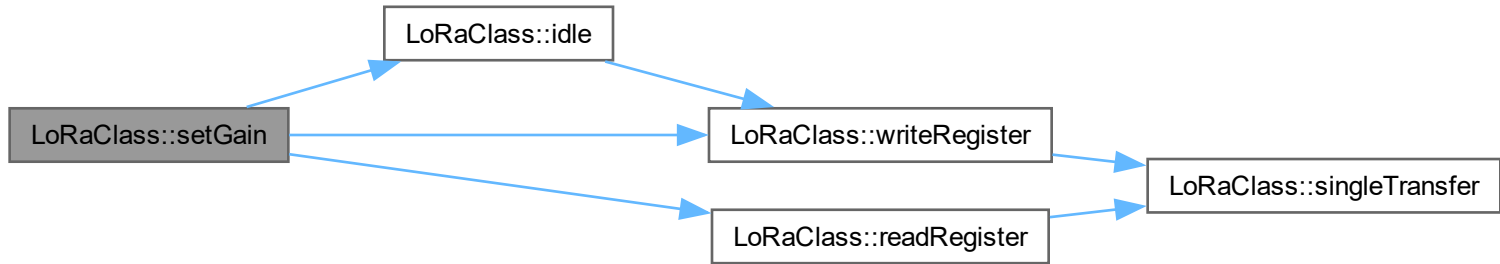 LoRaClass::idle
LoRaClass::setGain
LoRaClass::writeRegister
LoRaClass::singleTransfer
LoRaClass::readRegister